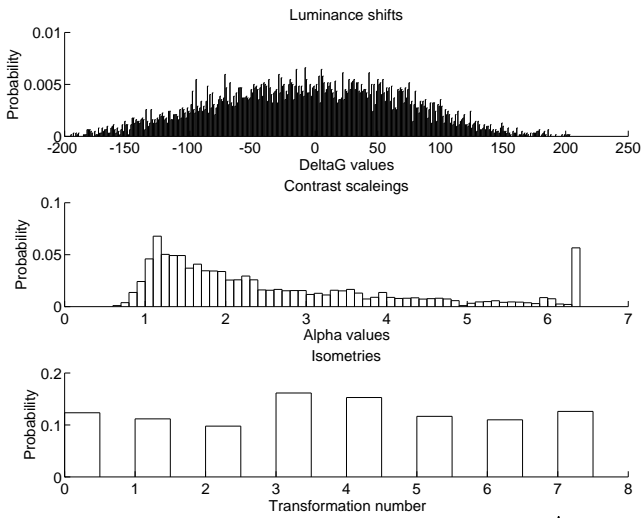 Luminance shifts
0.01
0.005
0
Probability
-200 -150 -100 -50 0 50 100 150 200 250
DeltaG values
Contrast scaleings
0.1
0.05
0
Probability
0 1 2 3 4 5 6 7
Alpha values
Isometries
0.2
0.1
0
Probability
0 1 2 3 4 5 6 7 8
Transformation number